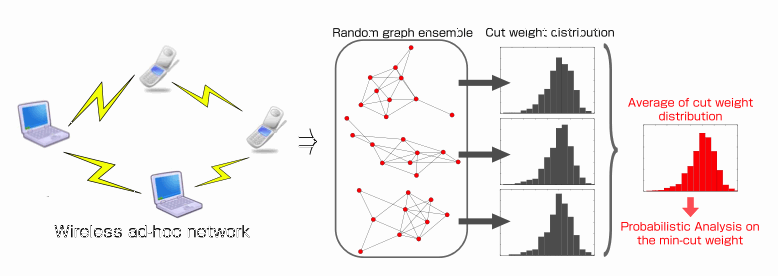 Random graph ensemble
Cut weight distribution
Average of cut weight
distribution
Wireless ad-hoc network
Probabilistic Analysis on
the min-cut weight